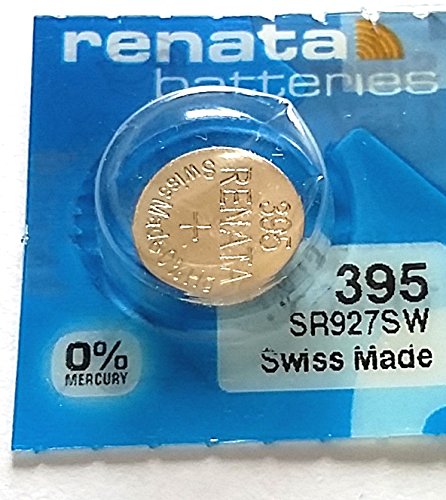 renata
batteries
395
RENATA
Swiss Made
+
395
SR927SW
Swiss Made
0%
MERCURY